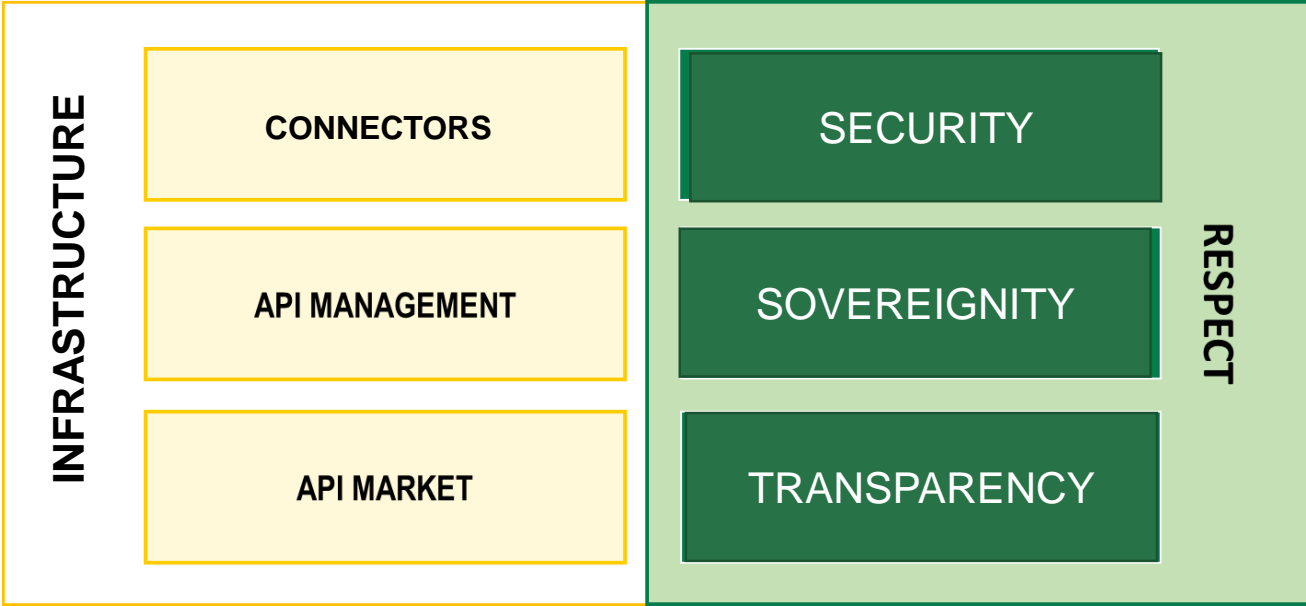 INFRASTRUCTURE
CONNECTORS
API MANAGEMENT
API MARKET
SECURITY
SOVEREIGNITY
TRANSPARENCY
RESPECT